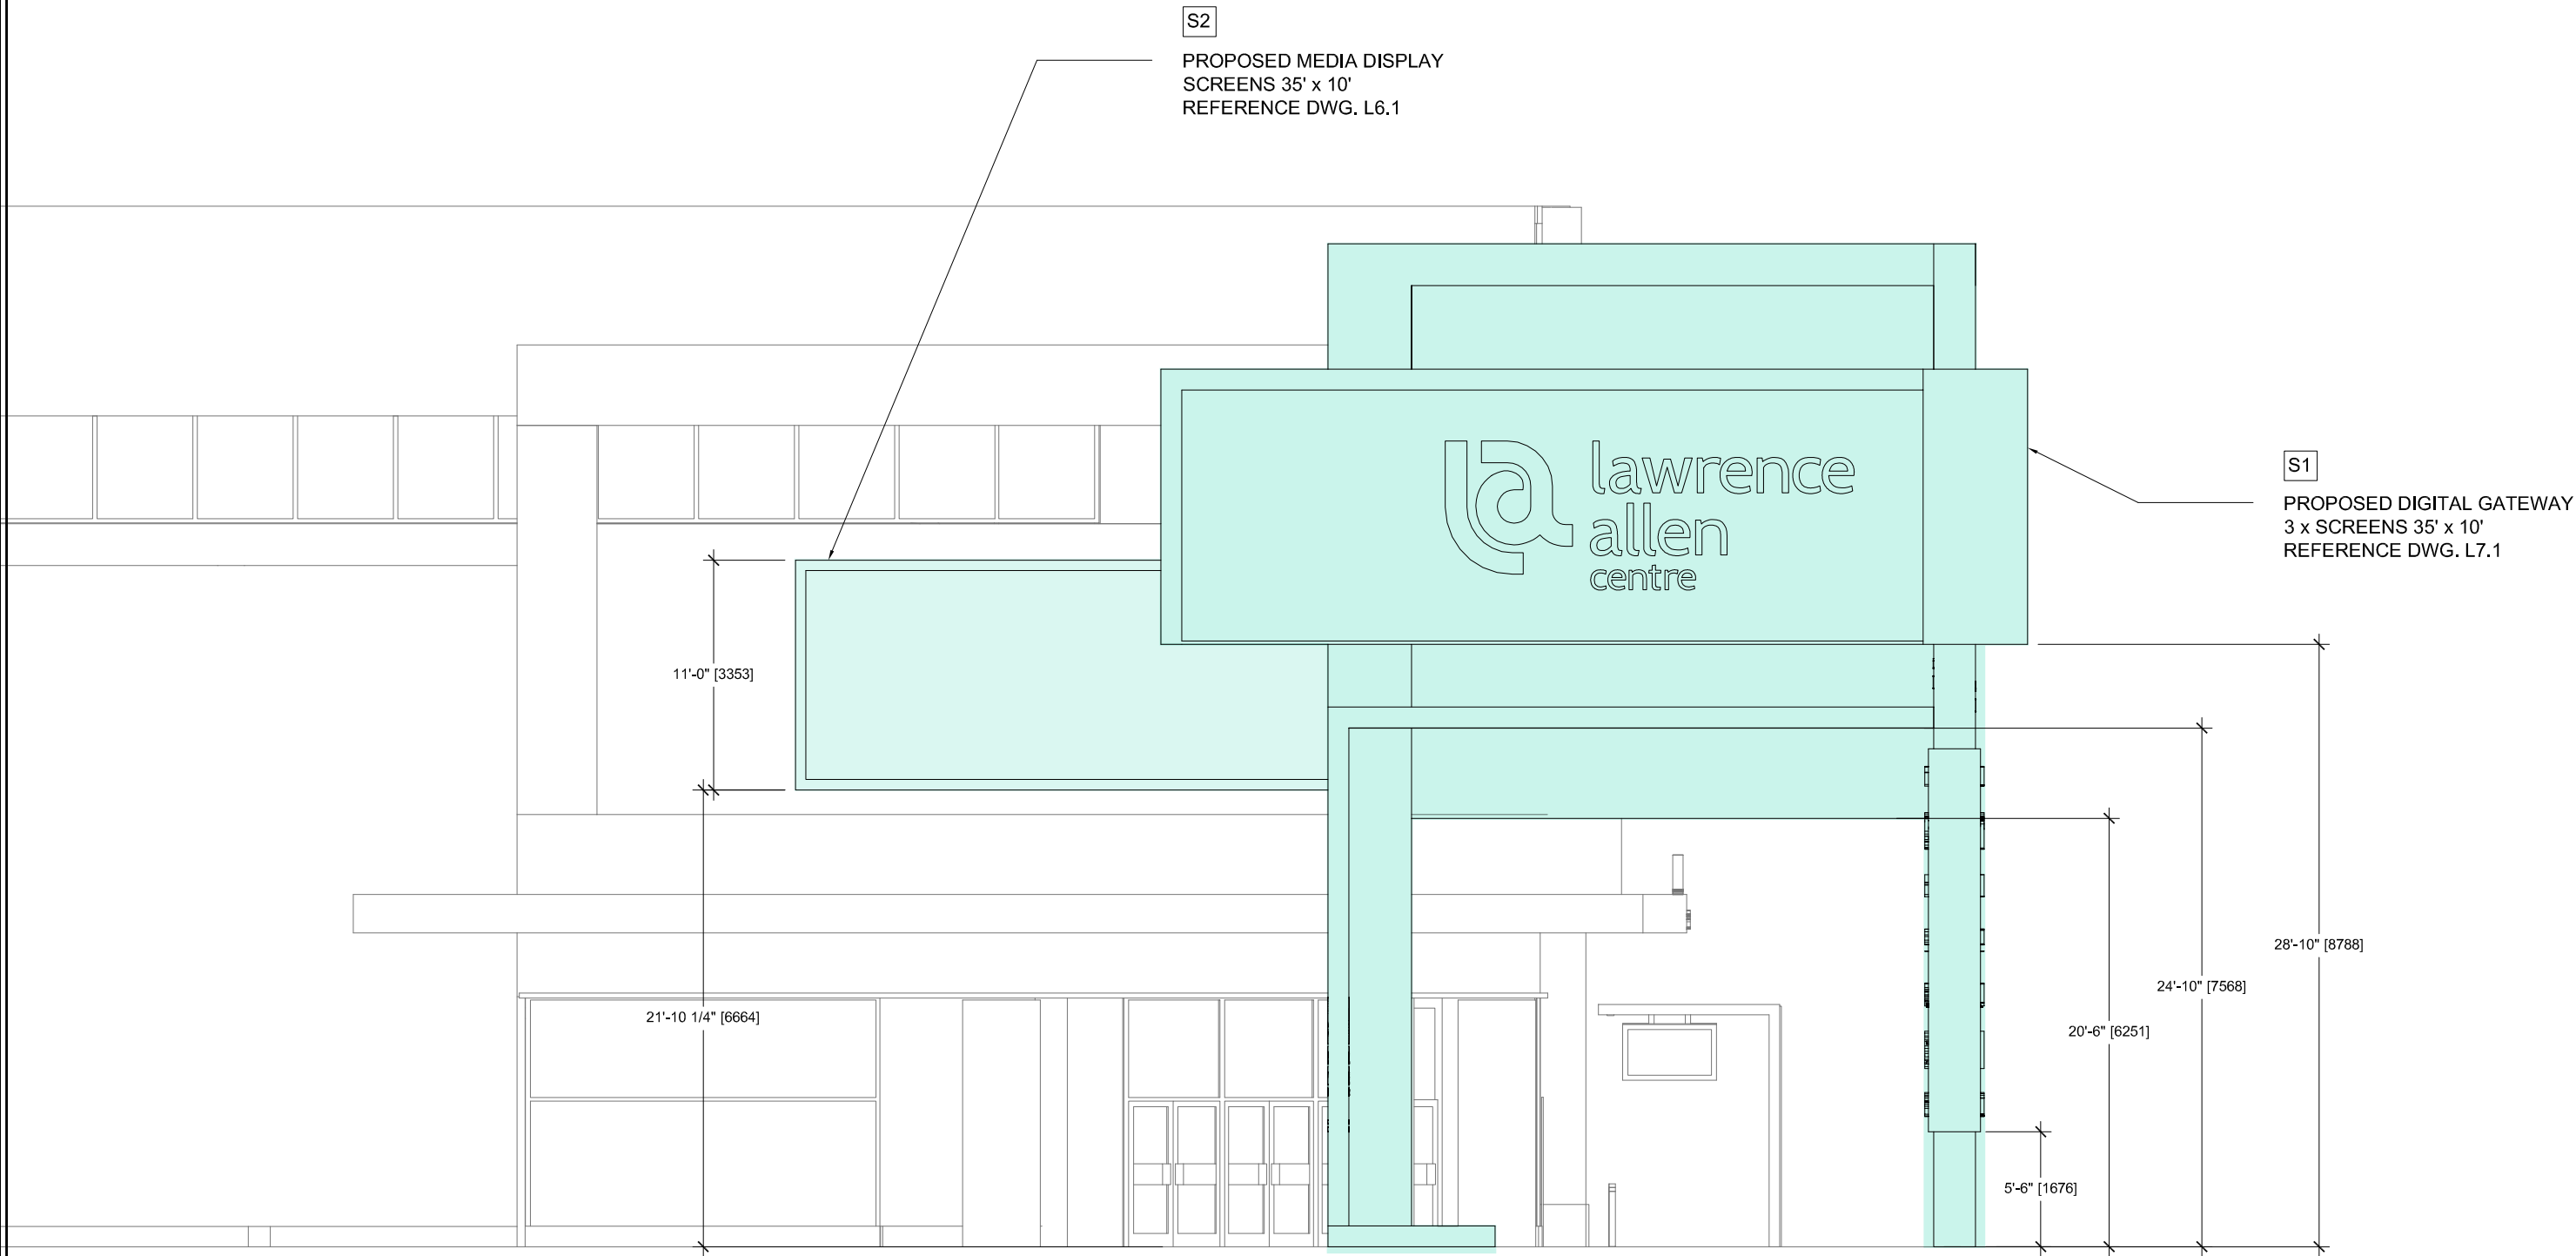 S2
PROPOSED MEDIA DISPLAY
SCREENS 35' x 10'
REFERENCE DWG. L6.1
lawrence
allen
centre
S1
PROPOSED DIGITAL GATEWAY
3 x SCREENS 35' x 10'
REFERENCE DWG. L7.1
11'-0" [3353]
28'-10" [8788]
24'-10" [7568]
21'-10 1/4" [6664]
20'-6" [6251]
5'-6" [1676]